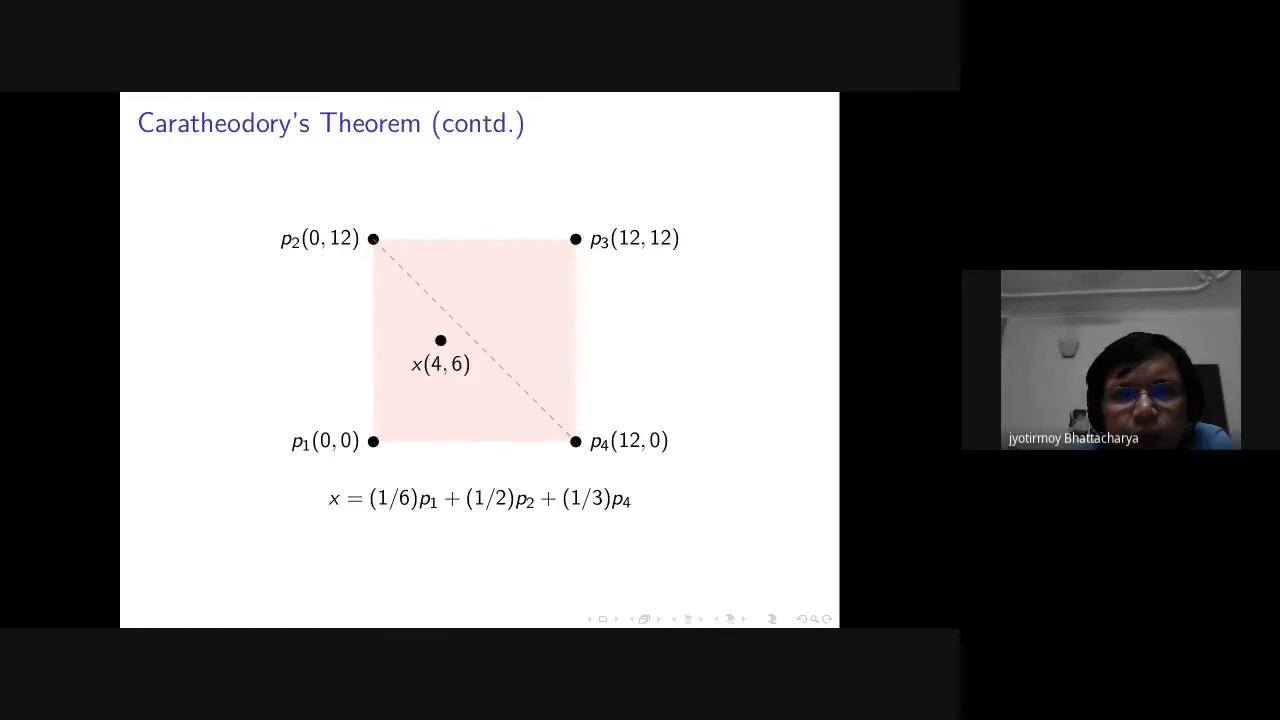 Caratheodory's Theorem (contd.)
p₂(0, 12)
p₃(12, 12)
x(4, 6)
p₁(0, 0)
p₄(12, 0)
x = (1/6)p₁ + (1/2)p₂ + (1/3)p₄
jyotirmoy Bhattacharya